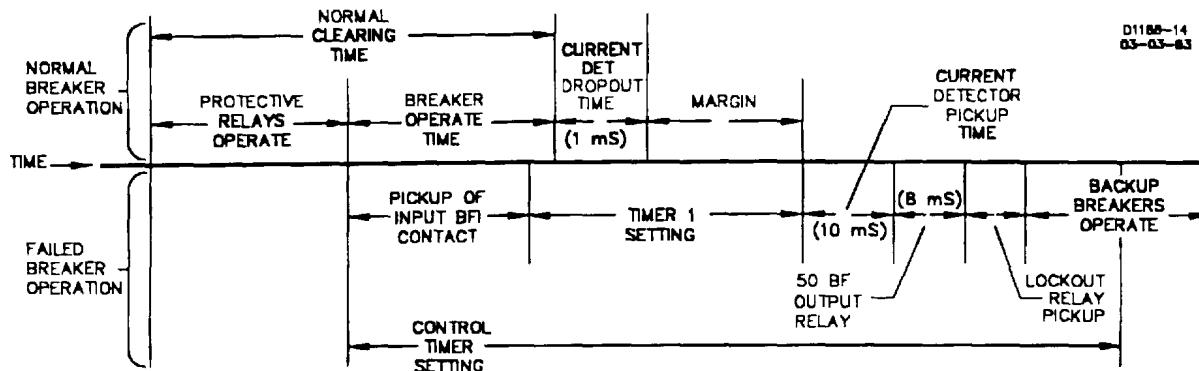 NORMAL
BREAKER
OPERATION
NORMAL
CLEARING
TIME
PROTECTIVE
RELAYS
OPERATE
BREAKER
OPERATE
TIME
CURRENT
DET
DROPOUT
TIME
(1 mS)
MARGIN
CURRENT
DETECTOR
PICKUP
TIME
D1188-14
03-03-83
TIME
FAILED
BREAKER
OPERATION
PICKUP OF
INPUT BFI
CONTACT
TIMER 1
SETTING
(10 mS)
(8 mS)
BACKUP
BREAKERS
OPERATE
50 BF
OUTPUT
RELAY
LOCKOUT
RELAY
PICKUP
CONTROL
TIMER
SETTING